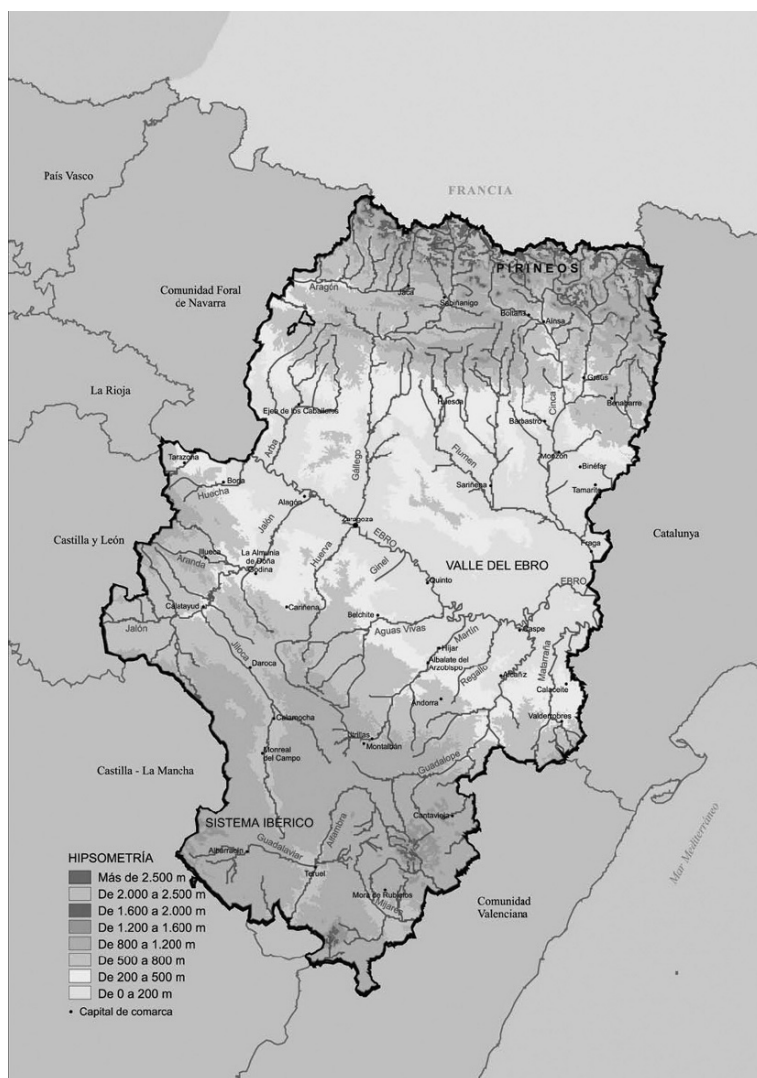 País Vasco
FRANCIA
PIRINEOS
Comunidad Foral
de Navarra
Aragón
Jaca
Sabiñanigo
Boltaña
Aínsa
La Rioja
Graus
Benabarre
Ejea de los Caballeros
Huesca
Cinca
Barbastro
Arba
Gállego
Flumen
Monzón
Binéfar
Tarazona
Borja
Huecha
Sariñena
Tamarite
Alagón
Jalón
Zaragoza
Castilla y León
Catalunya
Illueca
Aranda
La Almunia de Doña
Godina
Huerva
EBRO
Ginel
Fraga
VALLE DEL EBRO
EBRO
Quinto
Calatayud
Cariñena
Belchite
Jalón
Aguas Vivas
Martín
Caspe
Jiloca
Daroca
Híjar
Albalate del
Arzobispo
Regallo
Alcañiz
Matarraña
Calaceite
Andorra
Valderrobres
Calamocha
Utrillas
Montalbán
Monreal
del Campo
Guadalope
Castilla - La Mancha
Cantavieja
SISTEMA IBÉRICO
Alfambra
Guadalaviar
Albarracín
Teruel
Mora de Rubielos
Mijares
Comunidad
Valenciana
Mar Mediterráneo
HIPSOMETRÍA
Más de 2.500 m
De 2.000 a 2.500 m
De 1.600 a 2.000 m
De 1.200 a 1.600 m
De 800 a 1.200 m
De 500 a 800 m
De 200 a 500 m
De 0 a 200 m
Capital de comarca